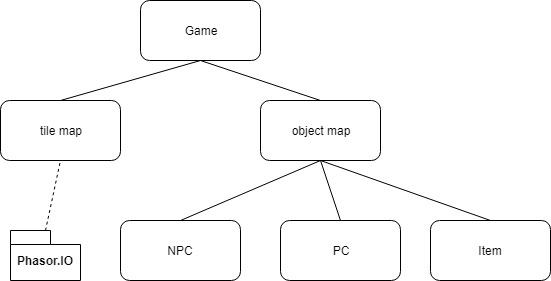 Game
tile map
object map
Phasor.IO
NPC
PC
Item